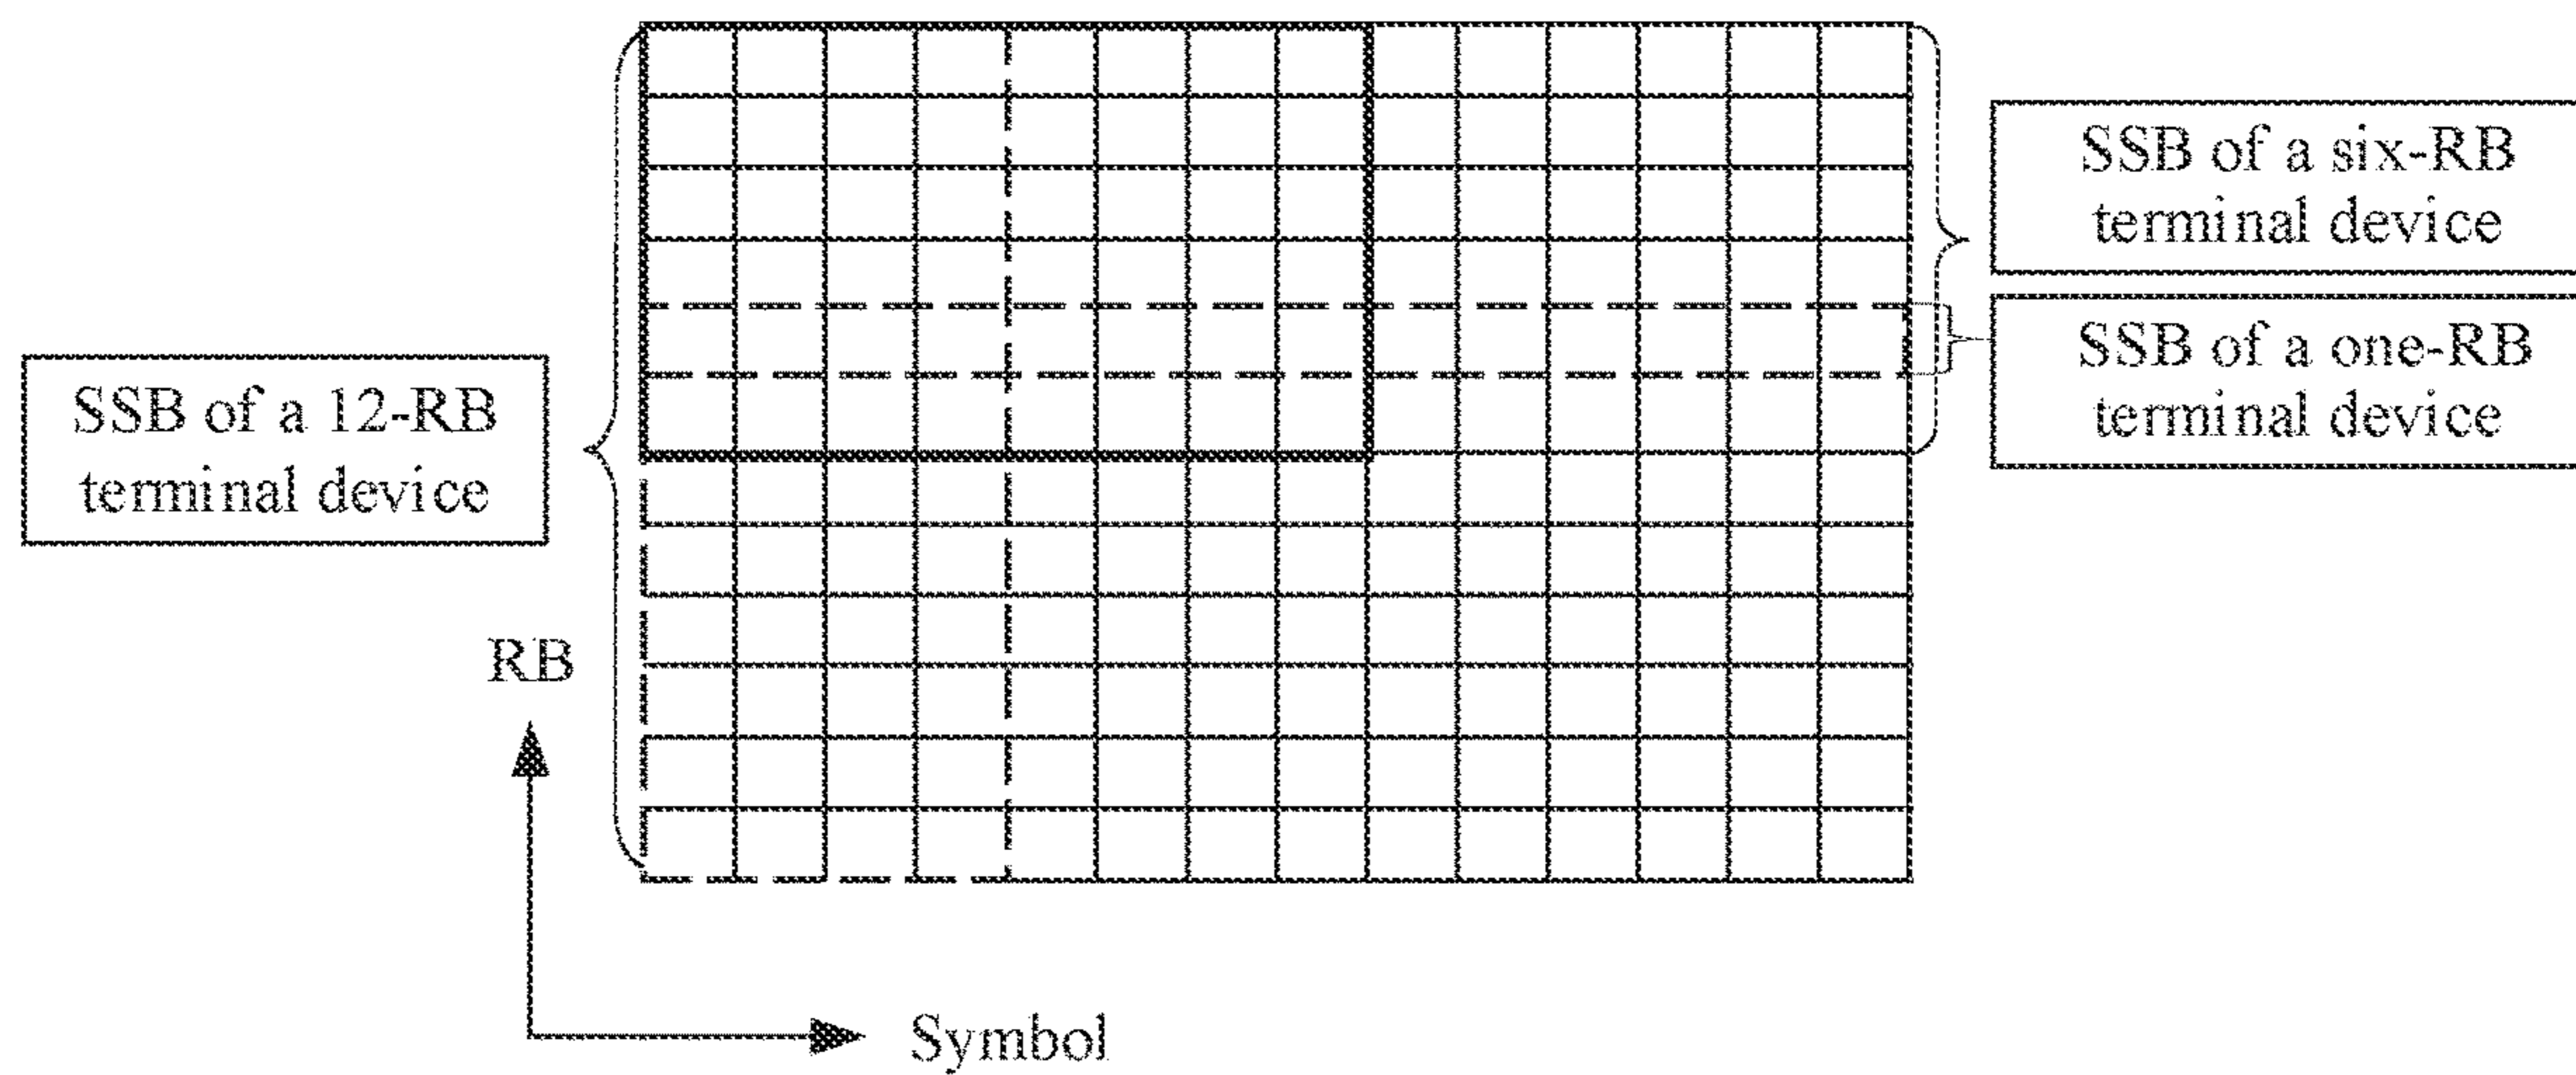 SSB of a six-RB
terminal device
SSB of a one-RB
terminal device
SSB of a 12-RB
terminal device
RB
Symbol